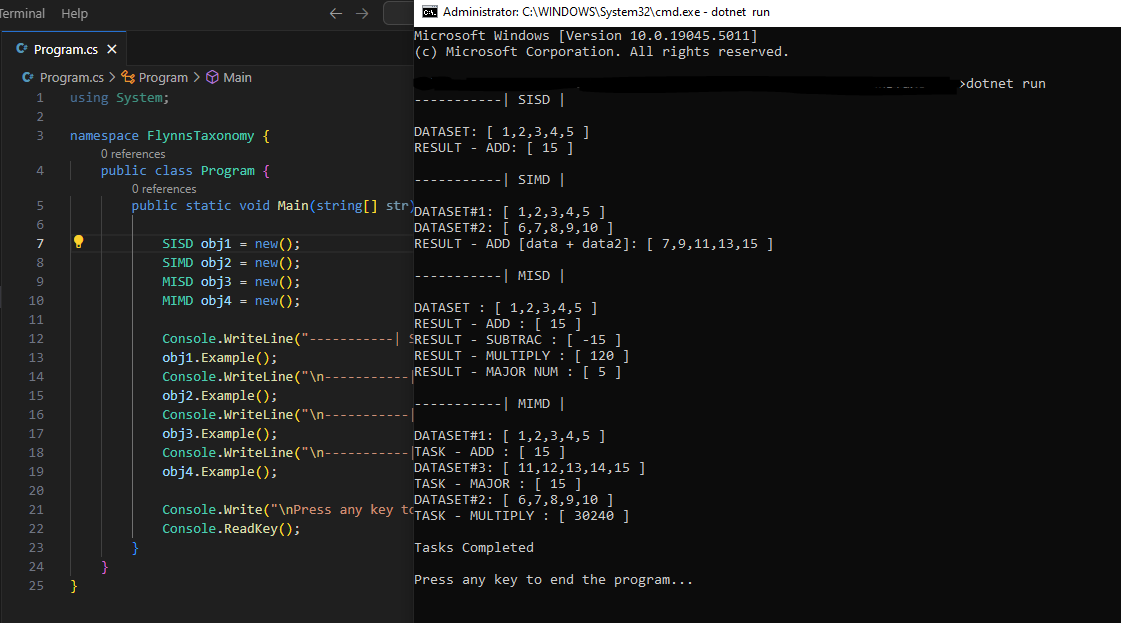 Terminal Help
Program.cs
Program.cs > Program > Main
1 using System;
2
3 namespace FlynnsTaxonomy {
0 references
4 public class Program {
0 references
5 public static void Main(string[] str)
6
7 SISD obj1 = new();
8 SIMD obj2 = new();
9 MISD obj3 = new();
10 MIMD obj4 = new();
11
12 Console.WriteLine("-----------| S
13 obj1.Example();
14 Console.WriteLine("\n-----------|
15 obj2.Example();
16 Console.WriteLine("\n-----------|
17 obj3.Example();
18 Console.WriteLine("\n-----------|
19 obj4.Example();
20
21 Console.Write("\nPress any key to
22 Console.ReadKey();
23 }
24 }
25 }
Administrator: C:\WINDOWS\System32\cmd.exe - dotnet run
Microsoft Windows [Version 10.0.19045.5011]
(c) Microsoft Corporation. All rights reserved.
>dotnet run
-----------| SISD |
DATASET: [ 1,2,3,4,5 ]
RESULT - ADD: [ 15 ]
-----------| SIMD |
DATASET#1: [ 1,2,3,4,5 ]
DATASET#2: [ 6,7,8,9,10 ]
RESULT - ADD [data + data2]: [ 7,9,11,13,15 ]
-----------| MISD |
DATASET : [ 1,2,3,4,5 ]
RESULT - ADD : [ 15 ]
RESULT - SUBTRAC : [ -15 ]
RESULT - MULTIPLY : [ 120 ]
RESULT - MAJOR NUM : [ 5 ]
-----------| MIMD |
DATASET#1: [ 1,2,3,4,5 ]
TASK - ADD : [ 15 ]
DATASET#3: [ 11,12,13,14,15 ]
TASK - MAJOR : [ 15 ]
DATASET#2: [ 6,7,8,9,10 ]
TASK - MULTIPLY : [ 30240 ]
Tasks Completed
Press any key to end the program...